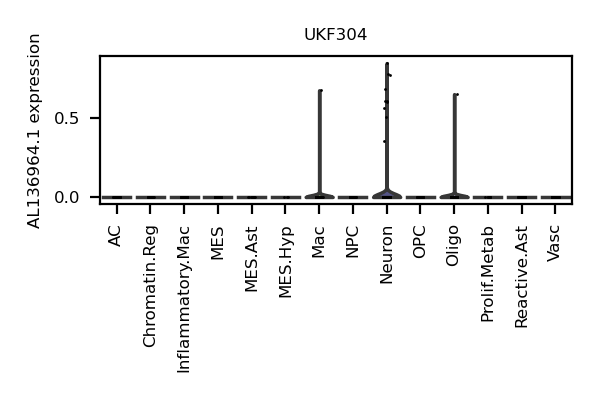 UKF304
AL136964.1 expression
0.5
0.0
AC
Chromatin.Reg
Inflammatory.Mac
MES
MES.Ast
MES.Hyp
Mac
NPC
Neuron
OPC
Oligo
Prolif.Metab
Reactive.Ast
Vasc